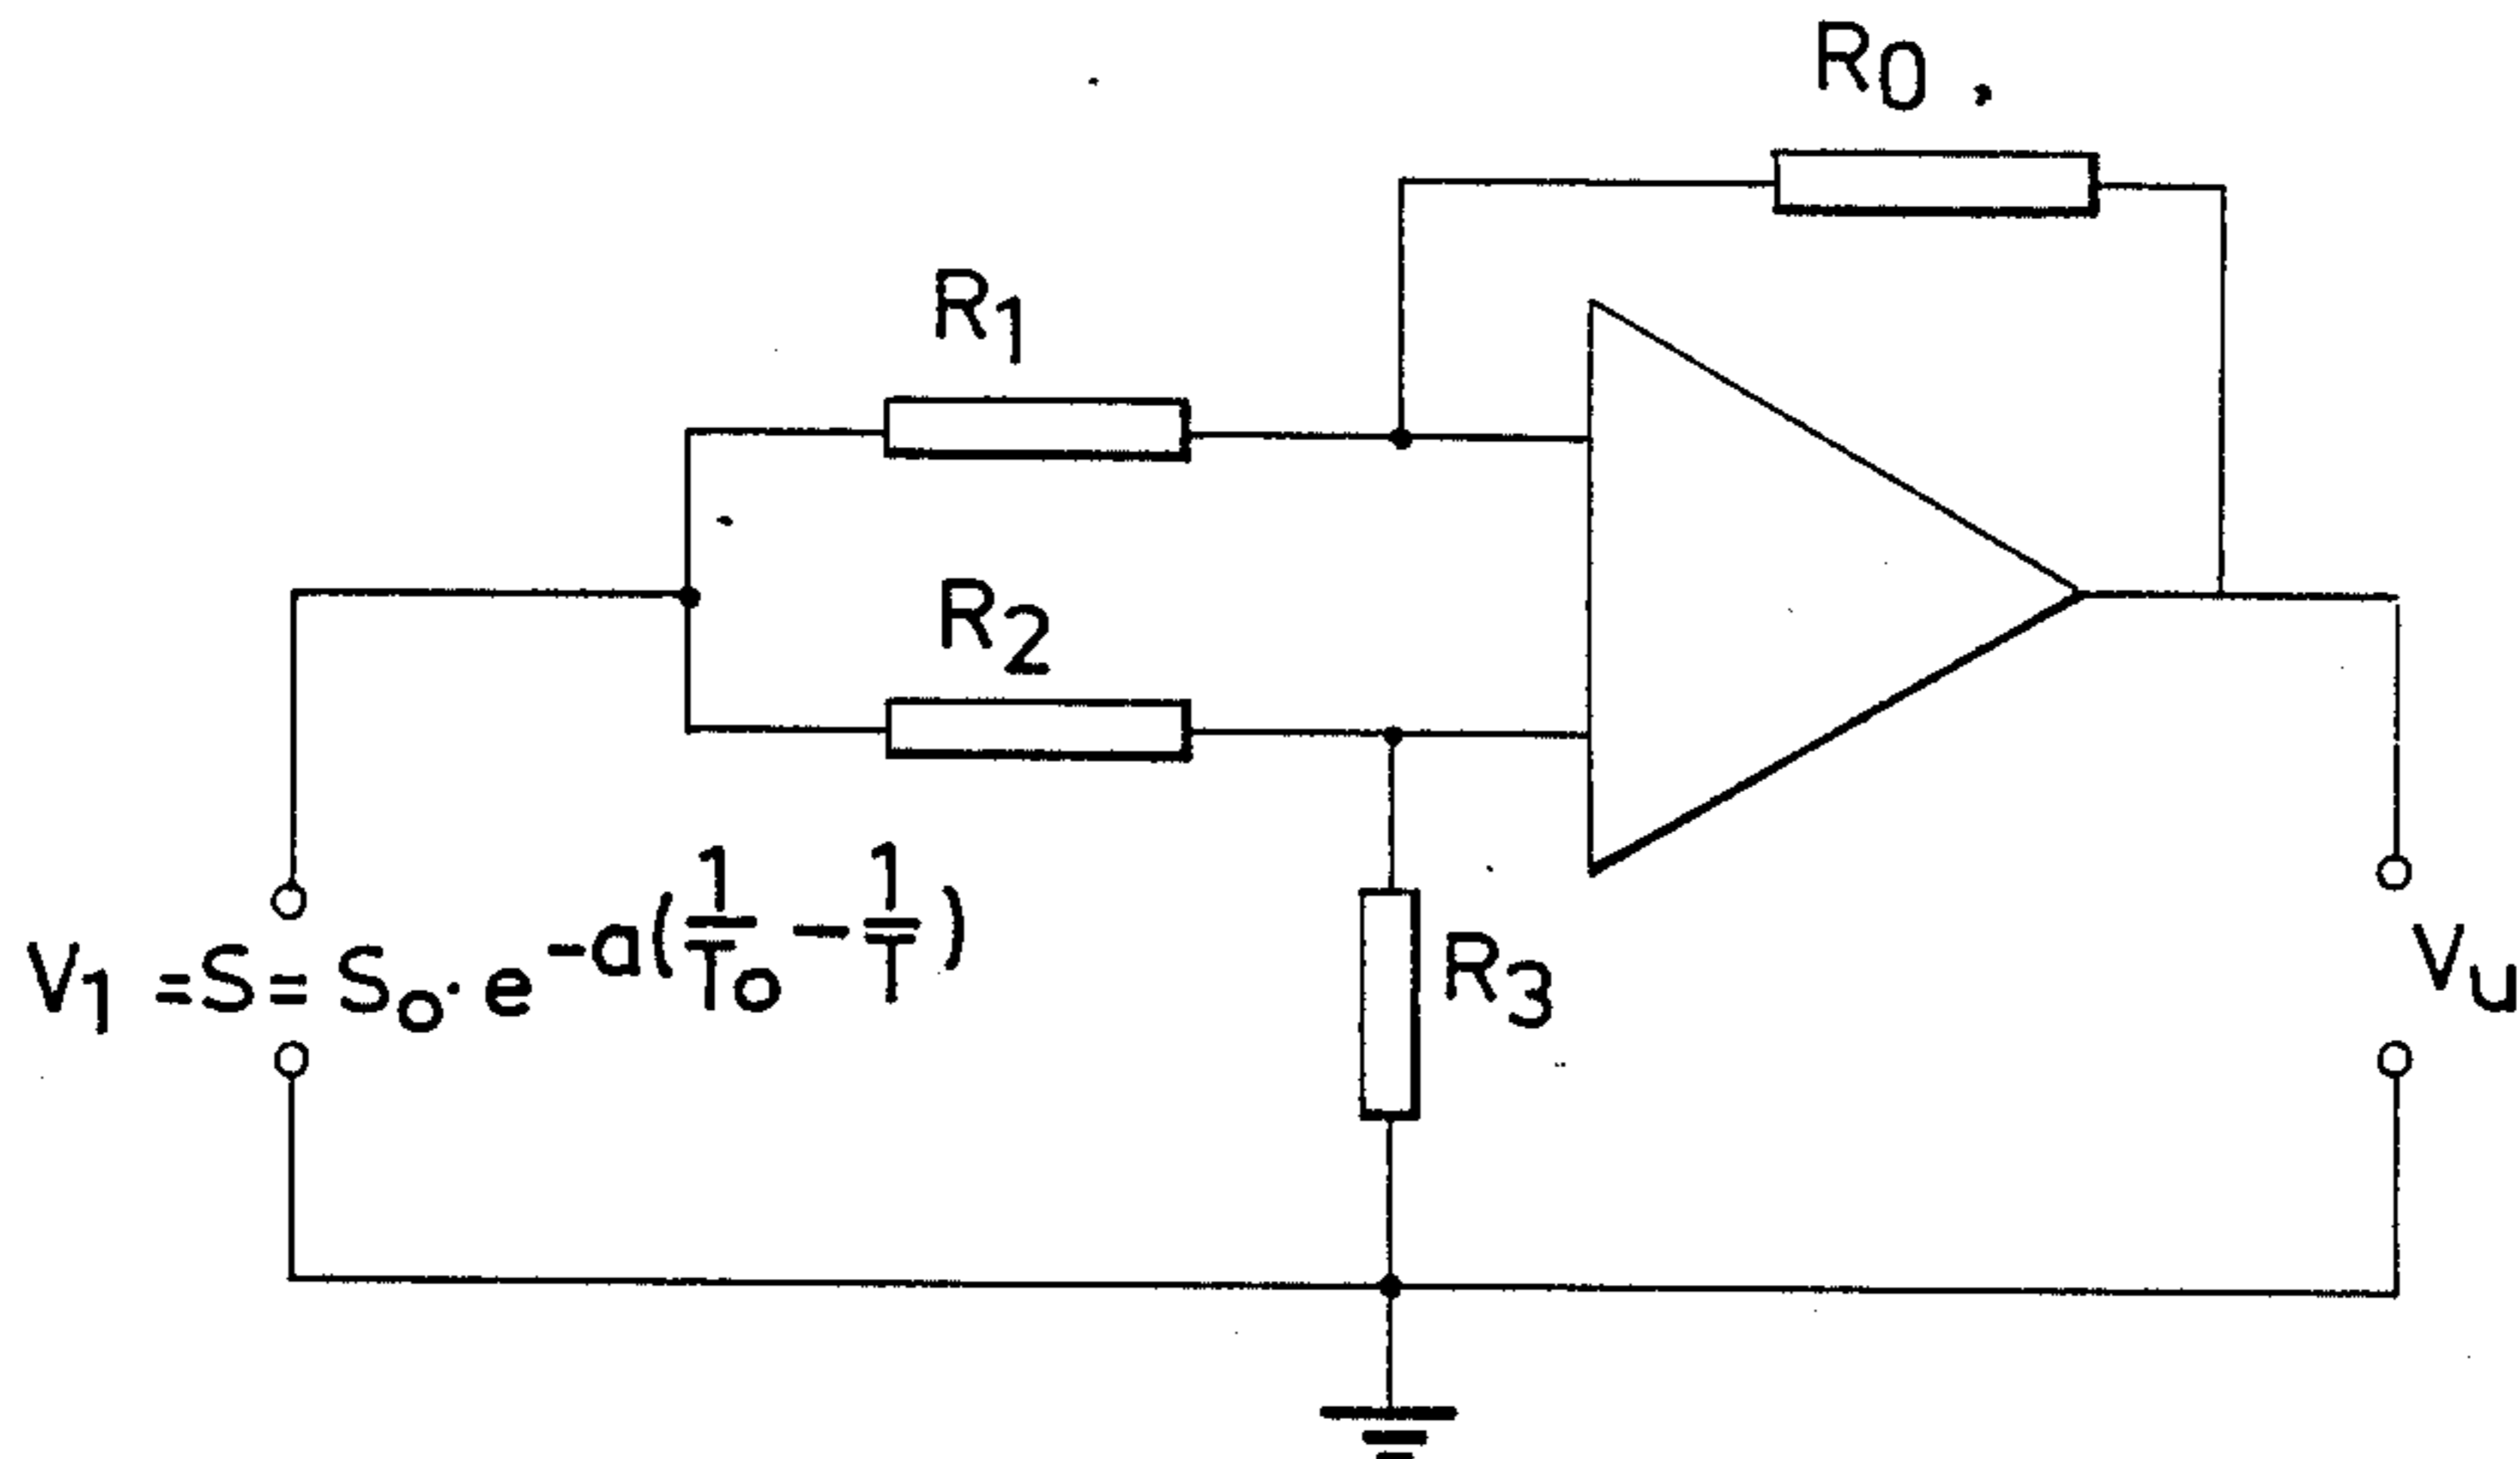 R0
R1
R2
V1 = S = So · e^-a(1/To - 1/T)
R3
Vu